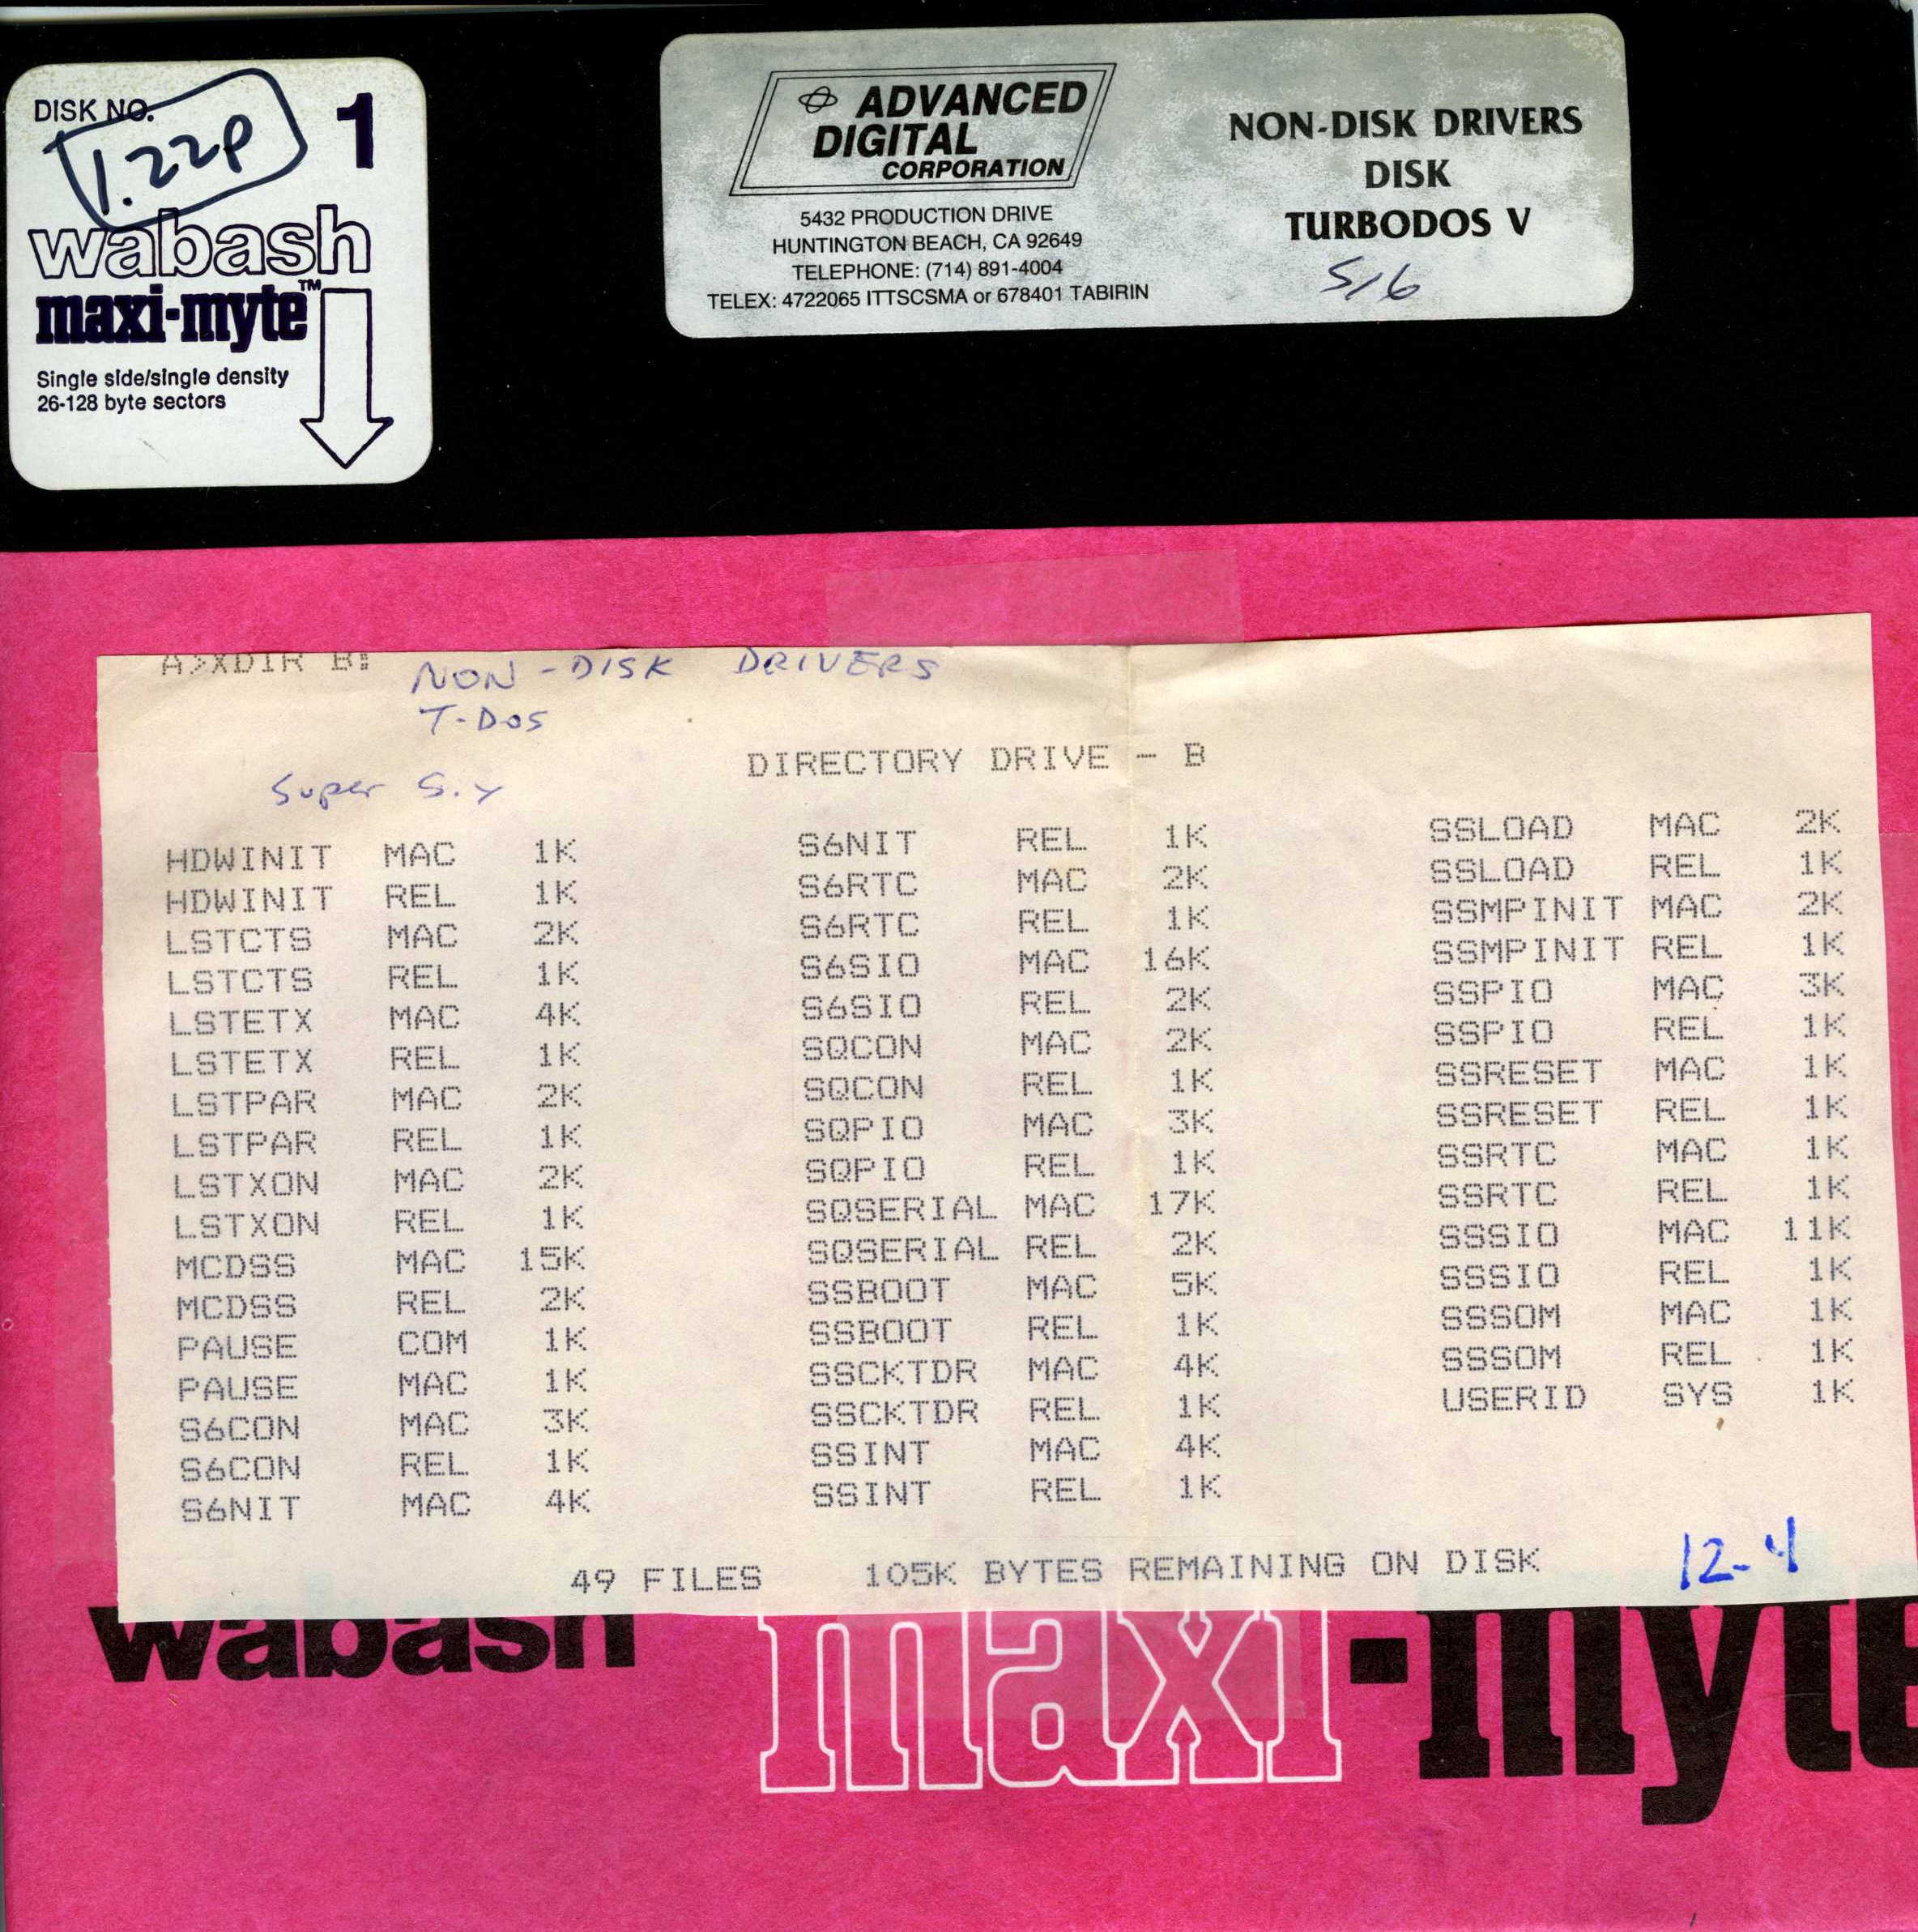 DISK NO. 1
1.22P
wabash
maxi-myte™
Single side/single density
26-128 byte sectors
ADVANCED
DIGITAL
CORPORATION
5432 PRODUCTION DRIVE
HUNTINGTON BEACH, CA 92649
TELEPHONE: (714) 891-4004
TELEX: 4722065 ITTSCSMA or 678401 TABIRIN
NON-DISK DRIVERS
DISK
TURBODOS V
S/6
A>XDIR B:
NON-DISK DRIVERS
T-DOS
Super
DIRECTORY DRIVE - B
HDWINIT MAC 1K S6NIT REL 1K SSLOAD MAC 2K
HDWINIT REL 1K S6RTC MAC 2K SSLOAD REL 1K
LSTCTS MAC 2K S6RTC REL 1K SSMPINIT MAC 2K
LSTCTS REL 1K S6SIO MAC 16K SSMPINIT REL 1K
LSTETX MAC 4K S6SIO REL 2K SSPIO MAC 3K
LSTETX REL 1K SQCON MAC 2K SSPIO REL 1K
LSTPAR MAC 2K SQCON REL 1K SSRESET MAC 1K
LSTPAR REL 1K SQPIO MAC 3K SSRESET REL 1K
LSTXON MAC 2K SQPIO REL 1K SSRTC MAC 1K
LSTXON REL 1K SQSERIAL MAC 17K SSRTC REL 1K
MCDSS MAC 15K SQSERIAL REL 2K SSSIO MAC 11K
MCDSS REL 2K SSBOOT MAC 5K SSSIO REL 1K
PAUSE COM 1K SSBOOT REL 1K SSSOM MAC 1K
PAUSE MAC 1K SSCKTDR MAC 4K SSSOM REL 1K
S6CON MAC 3K SSCKTDR REL 1K USERID SYS 1K
S6CON REL 1K SSINT MAC 4K
S6NIT MAC 4K SSINT REL 1K
49 FILES 105K BYTES REMAINING ON DISK
12-4
wabash maxi-myte